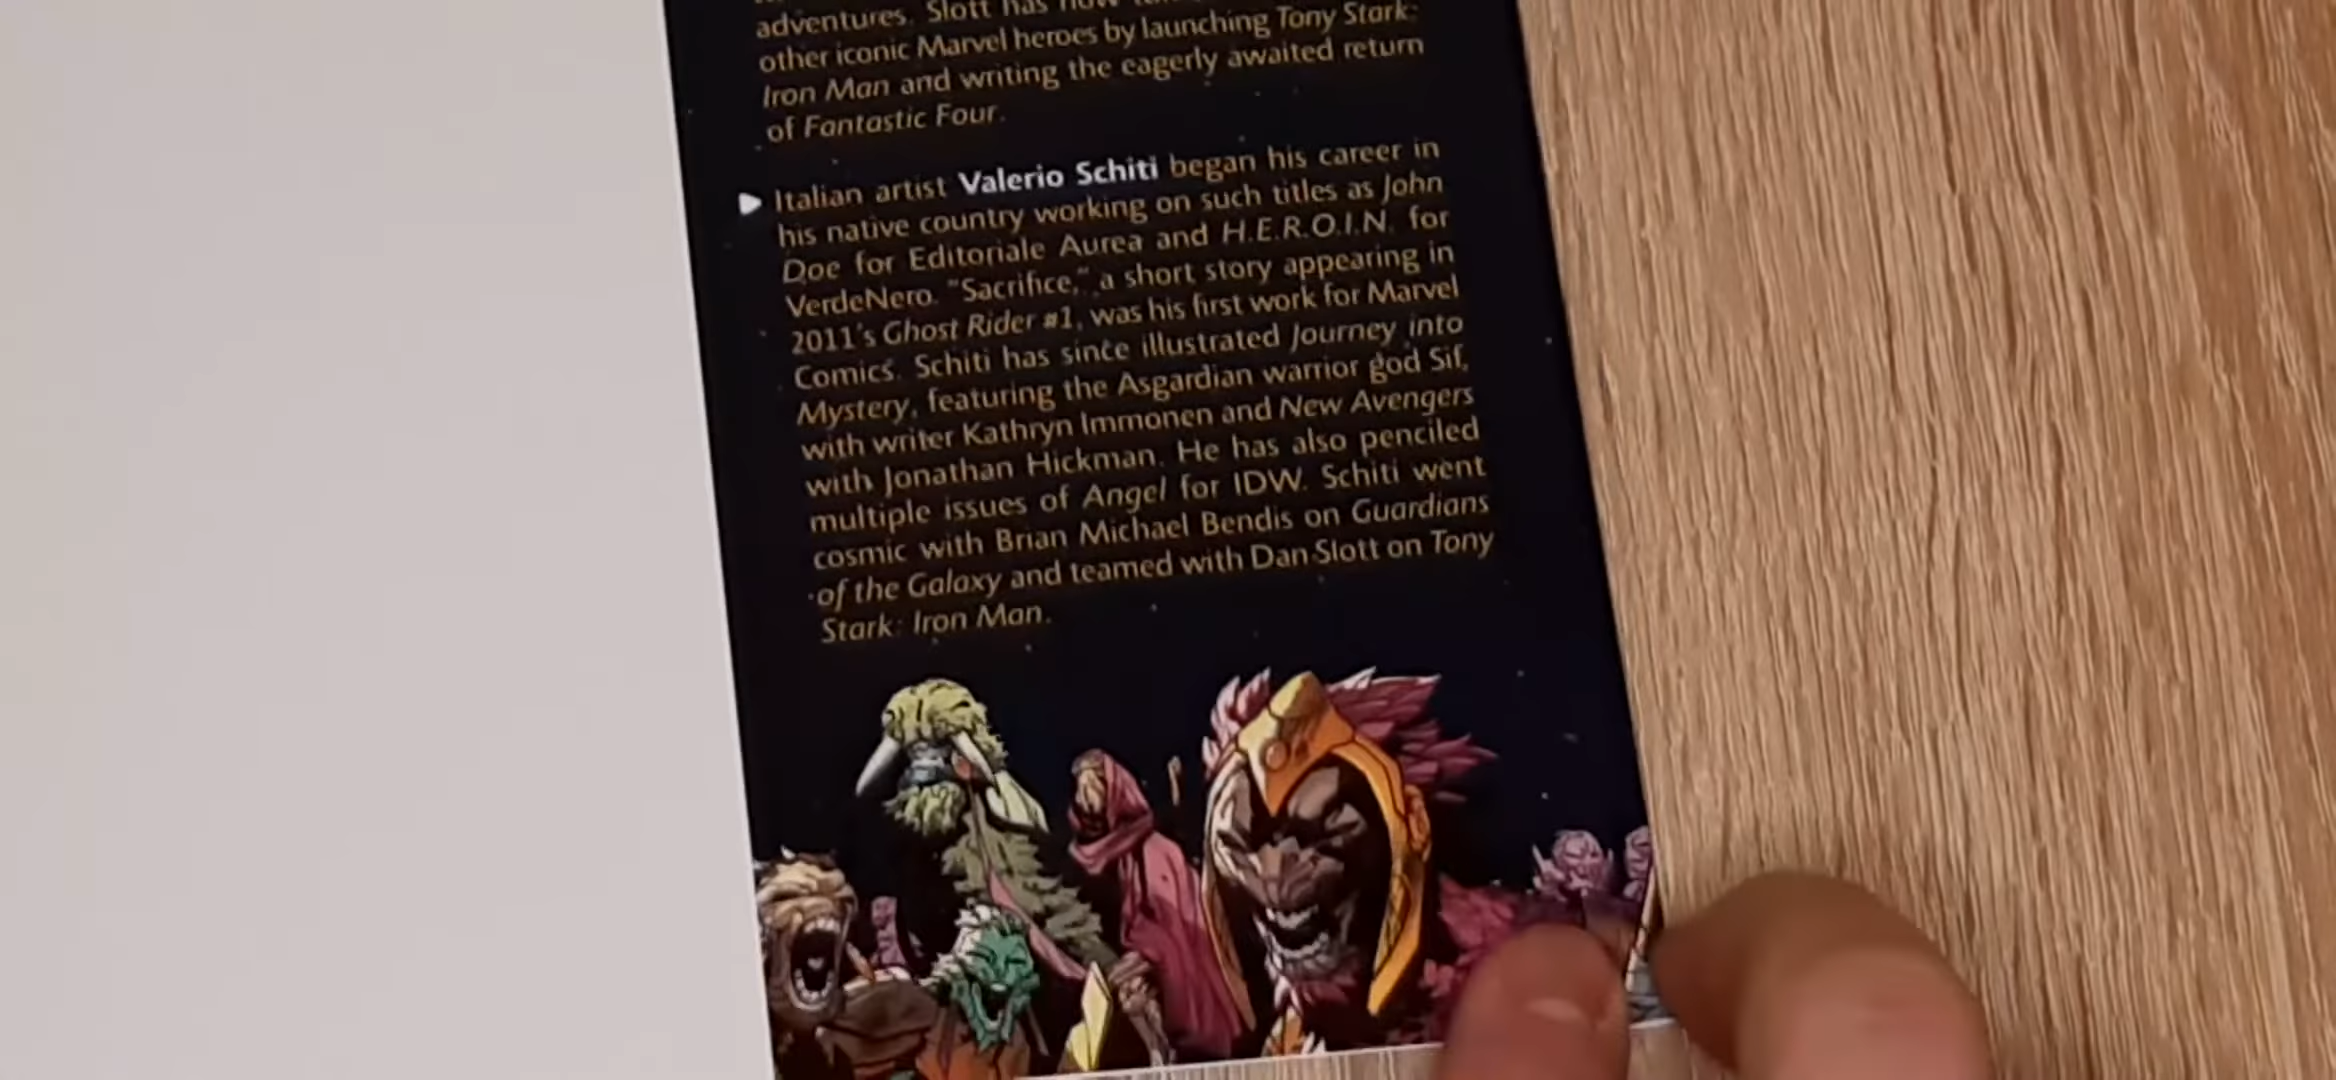 adventures. Slott has now
other iconic Marvel heroes by launching Tony Stark:
Iron Man and writing the eagerly awaited return
of Fantastic Four.
Italian artist Valerio Schiti began his career in
his native country working on such titles as John
Doe for Editoriale Aurea and H.E.R.O.I.N. for
VerdeNero. "Sacrifice," a short story appearing in
2011's Ghost Rider #1, was his first work for Marvel
Comics. Schiti has since illustrated Journey into
Mystery, featuring the Asgardian warrior god Sif,
with writer Kathryn Immonen and New Avengers
with Jonathan Hickman. He has also penciled
multiple issues of Angel for IDW. Schiti went
cosmic with Brian Michael Bendis on Guardians
of the Galaxy and teamed with Dan Slott on Tony
Stark: Iron Man.